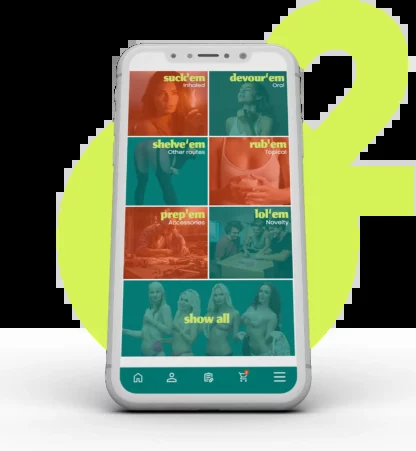 suck'em
Inhaled
devour'em
Oral
shelve'em
Other routes
rub'em
Topical
prep'em
Accessories
lol'em
Novelty
show all